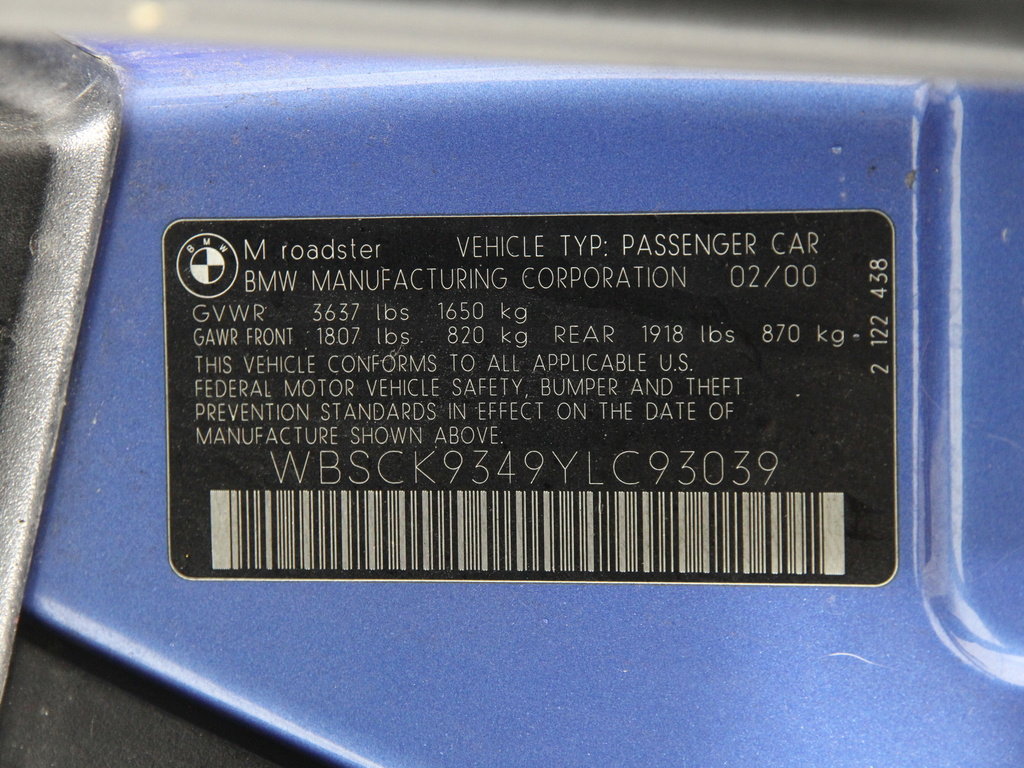 BMW
M roadster VEHICLE TYP: PASSENGER CAR
BMW MANUFACTURING CORPORATION 02/00
GVWR 3637 lbs 1650 kg
GAWR FRONT 1807 lbs 820 kg REAR 1918 lbs 870 kg
THIS VEHICLE CONFORMS TO ALL APPLICABLE U.S.
FEDERAL MOTOR VEHICLE SAFETY, BUMPER AND THEFT
PREVENTION STANDARDS IN EFFECT ON THE DATE OF
MANUFACTURE SHOWN ABOVE.
WBSCK9349YLC93039
2 122 438